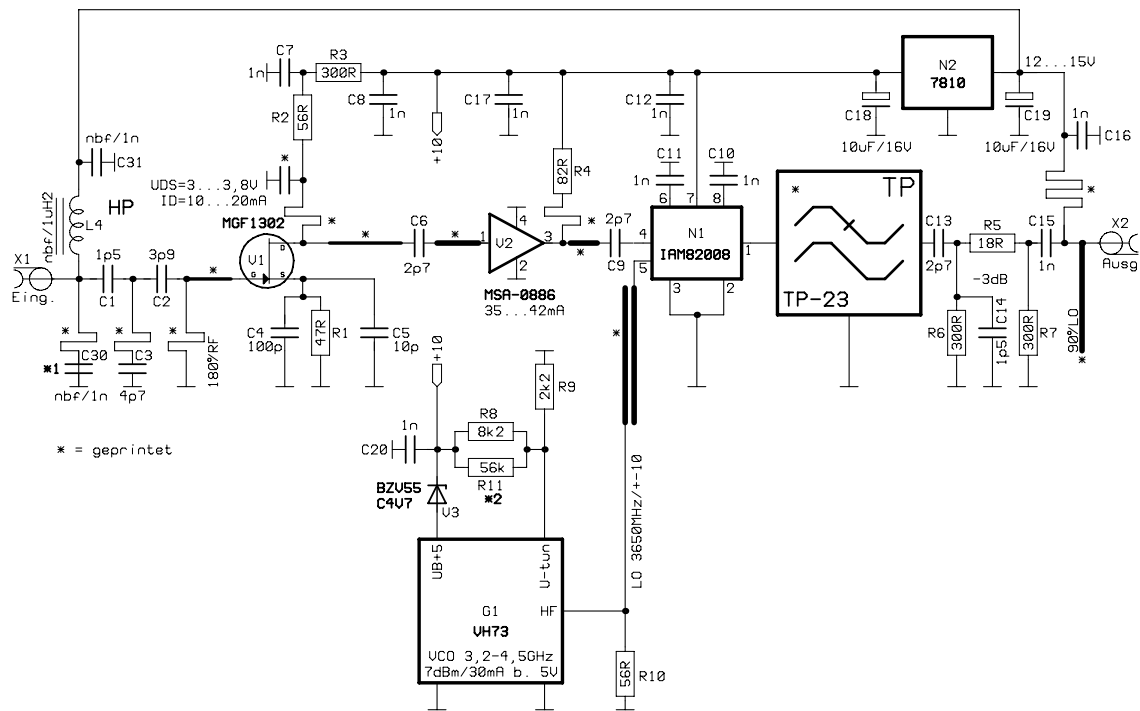 C7
1n
R3
300R
R2
56R
C8
1n
+10
C17
1n
C12
1n
N2
7810
12...15V
C18
10uF/16V
C19
10uF/16V
1n
C16
nbf/1n
C31
HP
nbf/1uH2
L4
UDS=3...3,8V
ID=10...20mA
MGF1302
V1
G
D
S
*
*
*
C6
2p7
*
1
V2
4
3
2
MSA-0886
35...42mA
82R
R4
*
*
2p7
C9
C11
1n
C10
1n
6
7
8
4
5
N1
IAM82008
1
3
2
*
TP
TP-23
C13
2p7
R5
18R
C15
1n
*
X2
Ausg
-3dB
R6
300R
C14
1p5
300R
R7
90°/LO
*
X1
Eing.
1p5
C1
3p9
C2
*
*
C30
*1
nbf/1n
*
C3
4p7
*
180°/RF
C4
100p
47R
R1
C5
10p
* = geprintet
+10
R9
2k2
1n
C20
R8
8k2
56k
R11
*2
BZV55
C4V7
V3
*
LO 3650MHz/+-10
UB+5
U-tun
G1
HF
VH73
VCO 3,2-4,5GHz
7dBm/30mA b. 5V
56R
R10